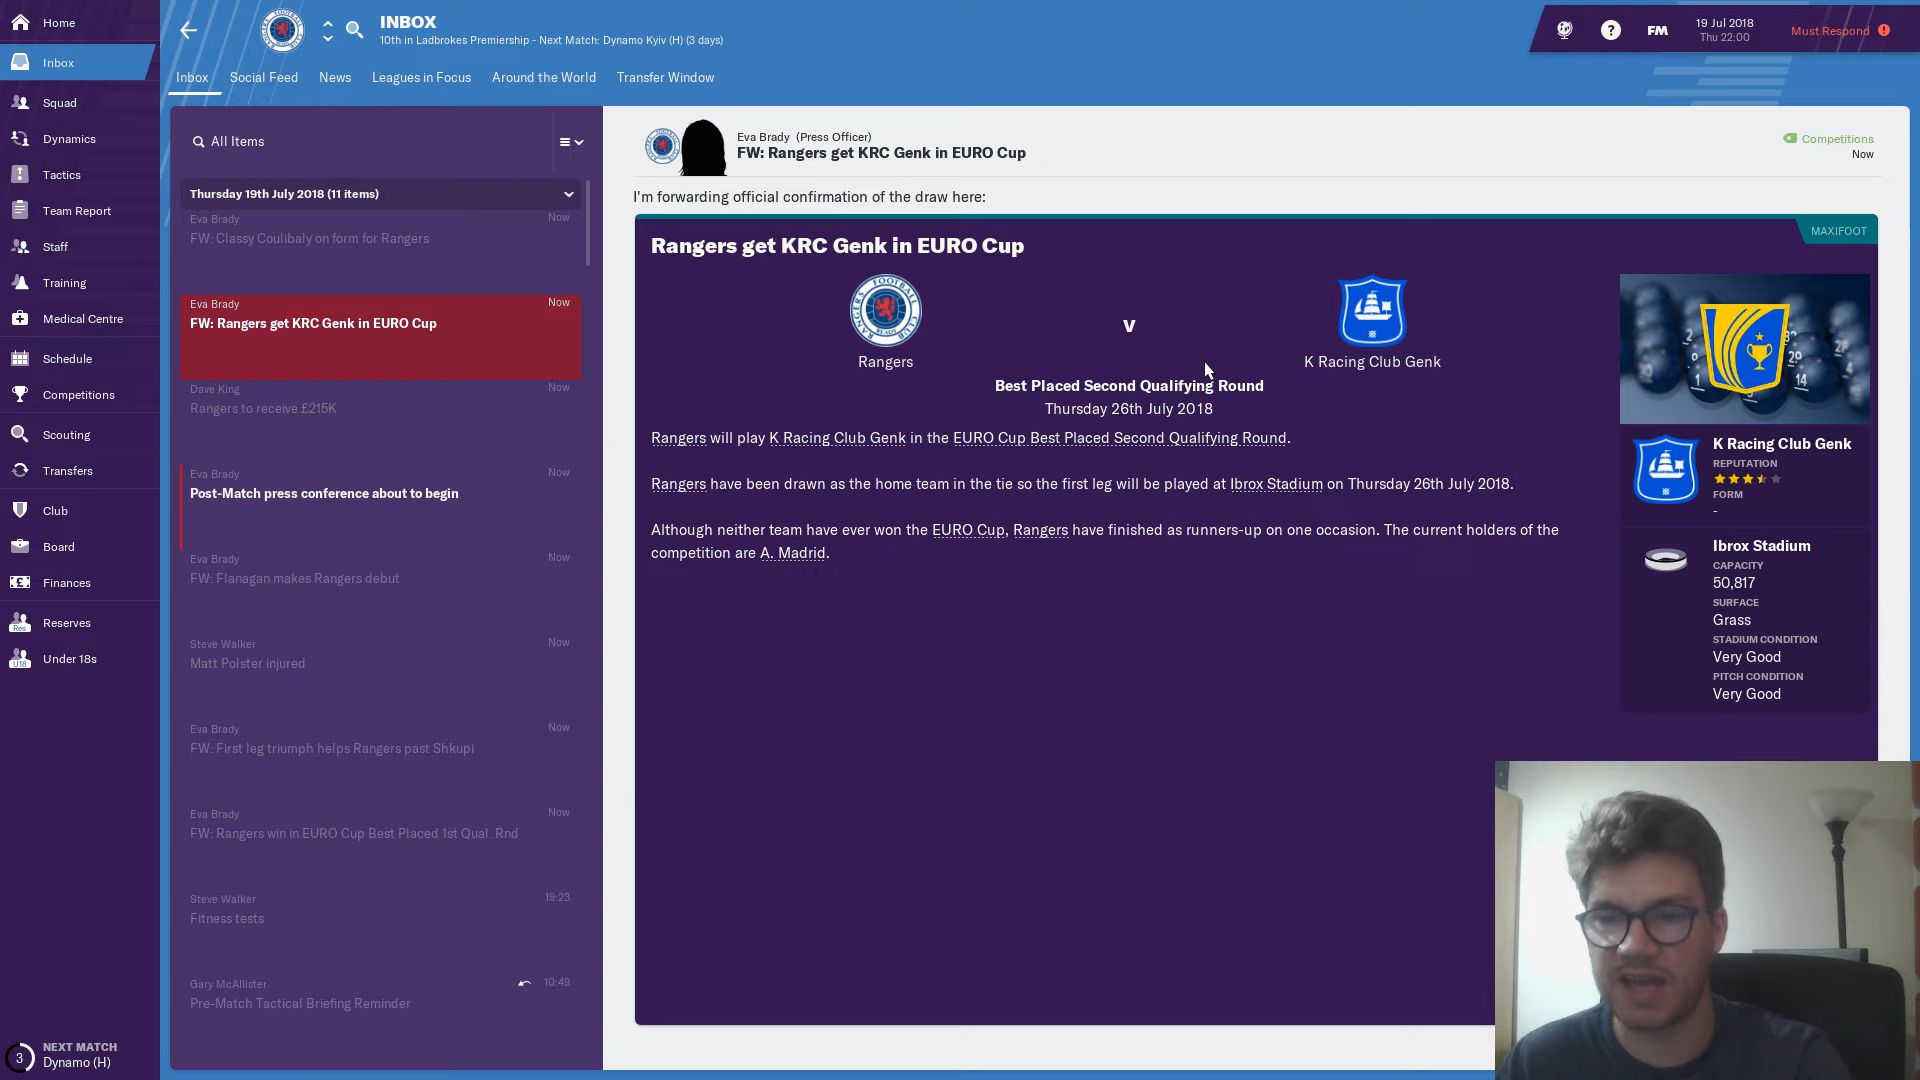 Home
Inbox
Squad
Dynamics
Tactics
Team Report
Staff
Training
Medical Centre
Schedule
Competitions
Scouting
Transfers
Club
Board
Finances
Res
Reserves
U18
Under 18s
3
NEXT MATCH
Dynamo (H)
INBOX
10th in Ladbrokes Premiership - Next Match: Dynamo Kyiv (H) (3 days)
?
FM
19 Jul 2018
Thu 22:00
Must Respond
Inbox
Social Feed
News
Leagues in Focus
Around the World
Transfer Window
All Items
Thursday 19th July 2018 (11 items)
Eva Brady
Now
FW: Classy Coulibaly on form for Rangers
Eva Brady
Now
FW: Rangers get KRC Genk in EURO Cup
Dave King
Now
Rangers to receive £215K
Eva Brady
Now
Post-Match press conference about to begin
Eva Brady
Now
FW: Flanagan makes Rangers debut
Steve Walker
Now
Matt Polster injured
Eva Brady
Now
FW: First leg triumph helps Rangers past Shkupi
Eva Brady
Now
FW: Rangers win in EURO Cup Best Placed 1st Qual. Rnd
Steve Walker
19:23
Fitness tests
Gary McAllister
10:49
Pre-Match Tactical Briefing Reminder
Eva Brady (Press Officer)
FW: Rangers get KRC Genk in EURO Cup
Competitions
Now
I'm forwarding official confirmation of the draw here:
MAXIFOOT
Rangers get KRC Genk in EURO Cup
v
Rangers
K Racing Club Genk
Best Placed Second Qualifying Round
Thursday 26th July 2018
Rangers will play K Racing Club Genk in the EURO Cup Best Placed Second Qualifying Round.
Rangers have been drawn as the home team in the tie so the first leg will be played at Ibrox Stadium on Thursday 26th July 2018.
Although neither team have ever won the EURO Cup, Rangers have finished as runners-up on one occasion. The current holders of the
competition are A. Madrid.
K Racing Club Genk
REPUTATION
FORM
-
Ibrox Stadium
CAPACITY
50,817
SURFACE
Grass
STADIUM CONDITION
Very Good
PITCH CONDITION
Very Good